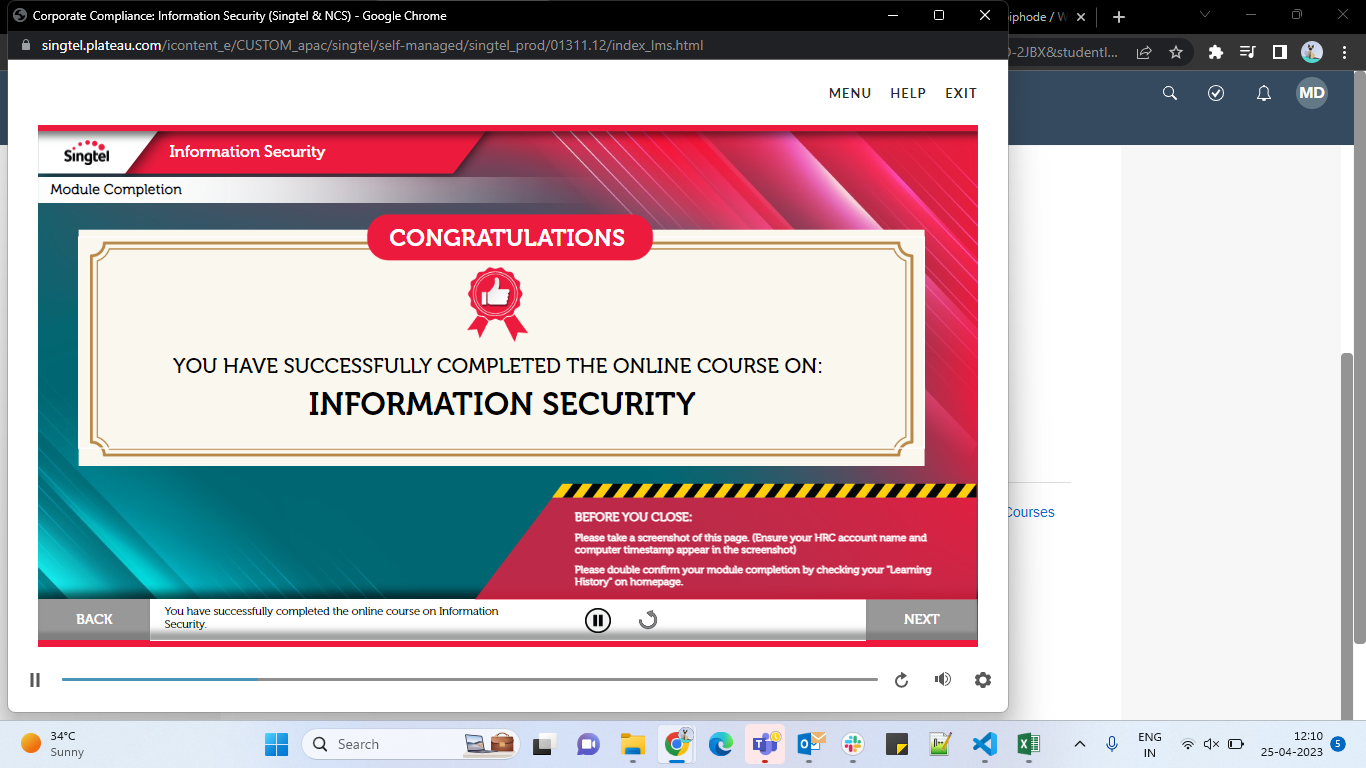 Corporate Compliance: Information Security (Singtel & NCS) - Google Chrome
singtel.plateau.com/icontent_e/CUSTOM_apac/singtel/self-managed/singtel_prod/01311.12/index_lms.html
-2JBX&studentI...
MD
MENU HELP EXIT
Singtel
Information Security
Module Completion
CONGRATULATIONS
YOU HAVE SUCCESSFULLY COMPLETED THE ONLINE COURSE ON:
INFORMATION SECURITY
BEFORE YOU CLOSE:
Please take a screenshot of this page. (Ensure your HRC account name and
computer timestamp appear in the screenshot)
Please double confirm your module completion by checking your "Learning
History" on homepage.
Courses
BACK
You have successfully completed the online course on Information
Security.
NEXT
34°C
Sunny
Search
ENG
IN
12:10
25-04-2023
5